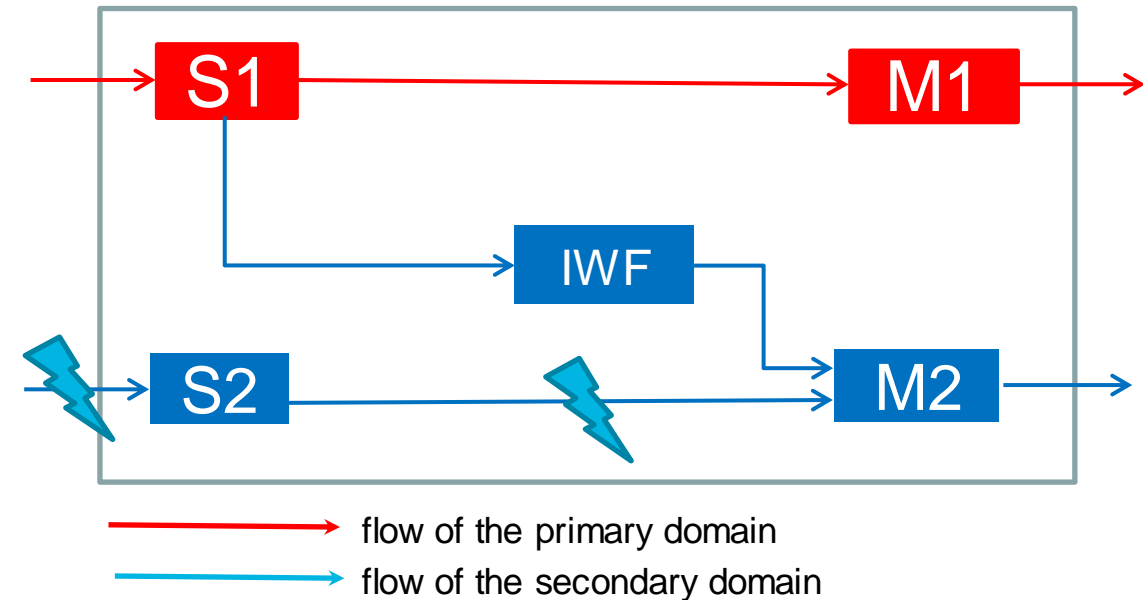 S1
M1
IWF
S2
M2
flow of the primary domain
flow of the secondary domain